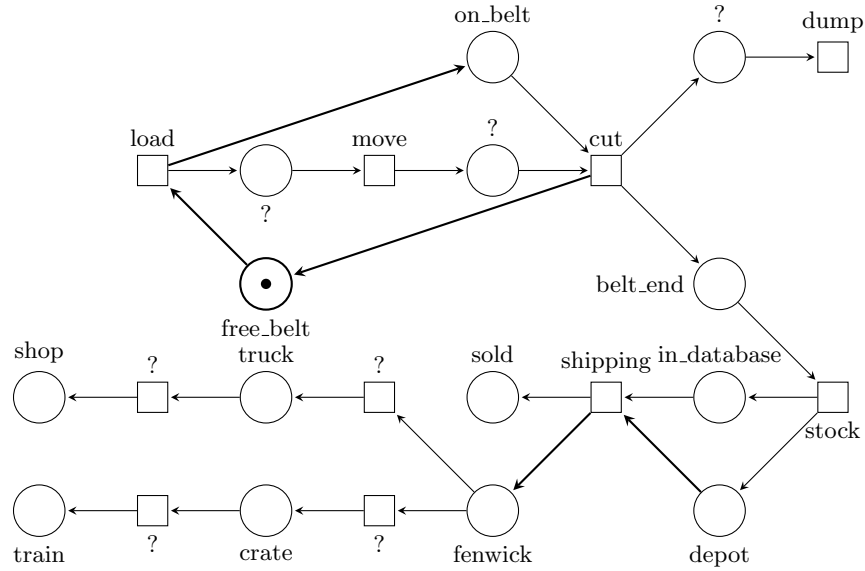 on_belt
?
dump
load
move
?
cut
?
belt_end
free_belt
shop
?
truck
?
sold
shipping
in_database
stock
train
?
crate
?
fenwick
depot